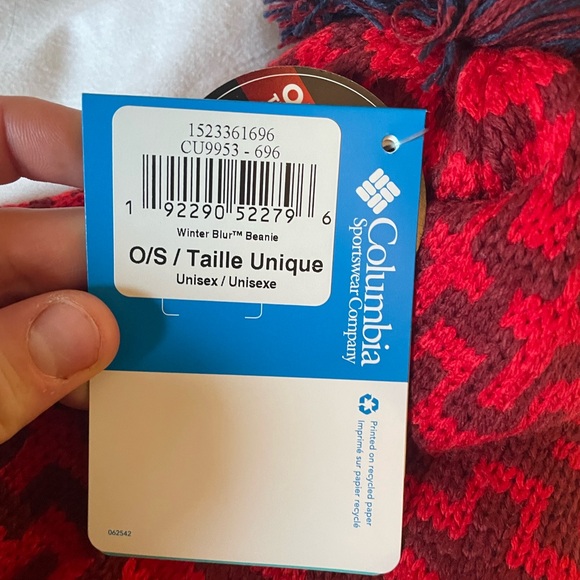 1523361696
CU9953 - 696
1 92290 52279 6
Winter Blur™ Beanie
O/S / Taille Unique
Unisex / Unisexe
Columbia
Sportswear Company
Printed on recycled paper
Imprimé sur papier recyclé
062542